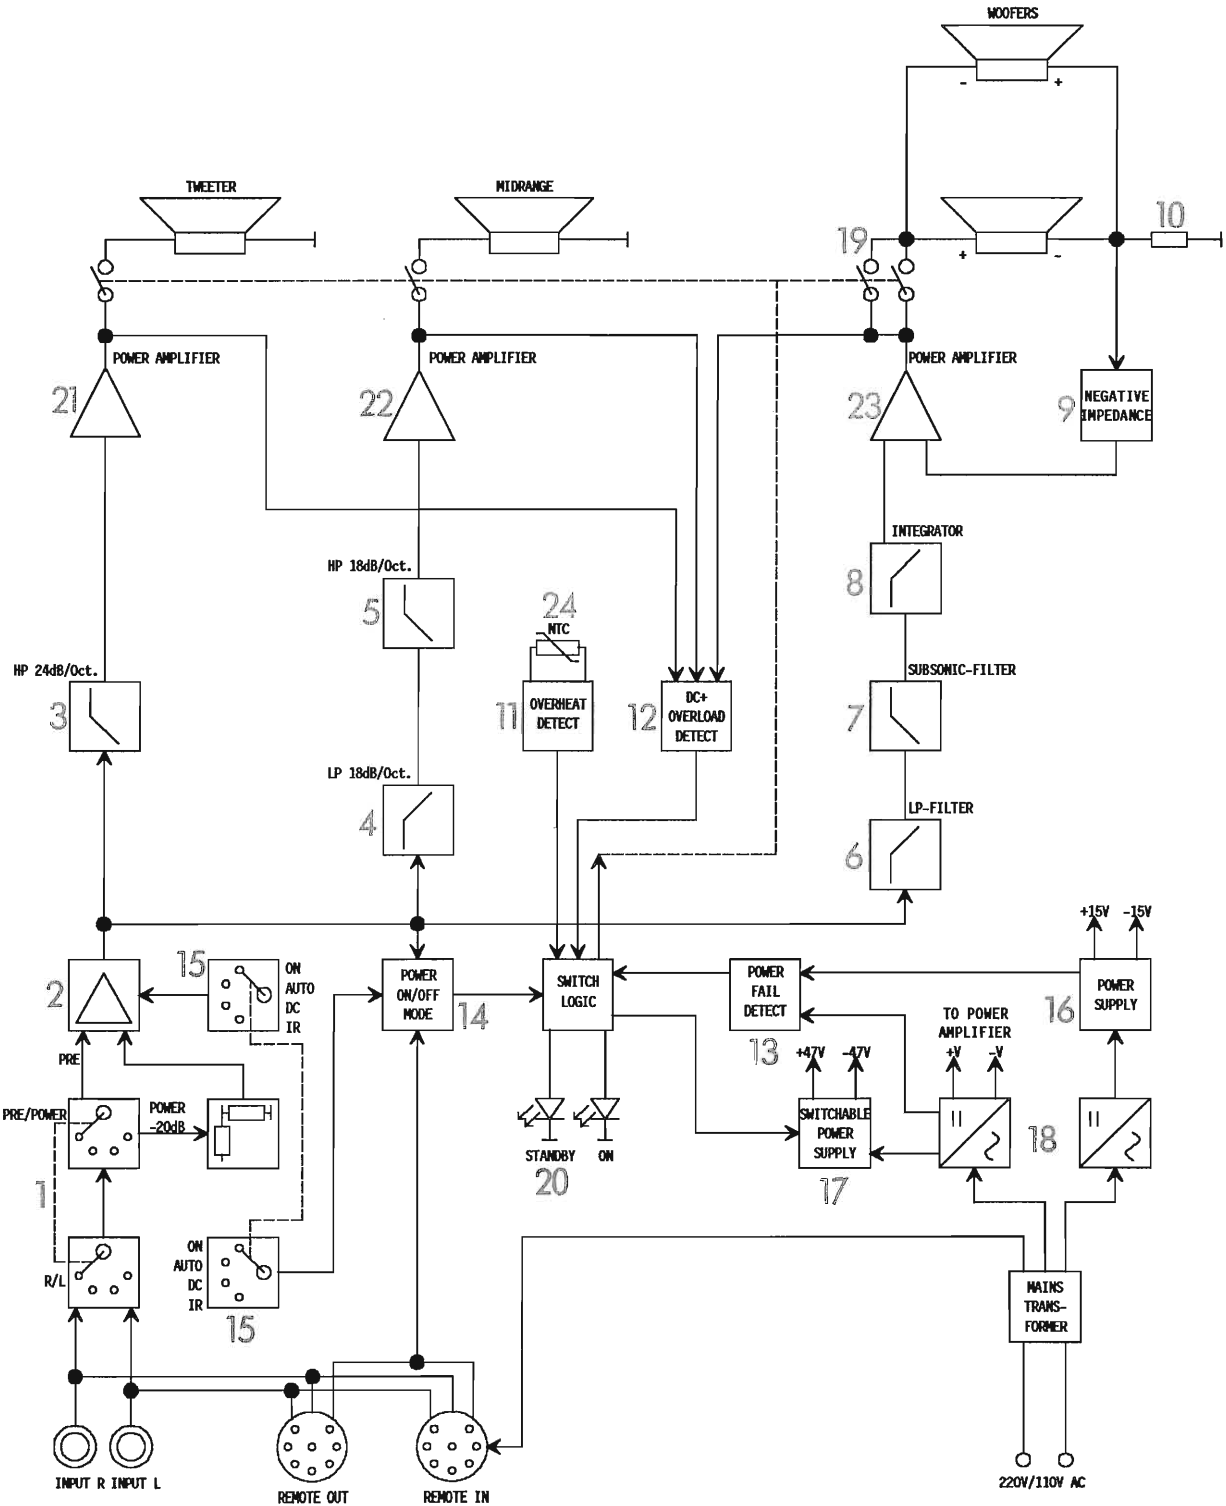 WOOFERS
- +
TWEETER
MIDRANGE
10
19
+ -
POWER AMPLIFIER
POWER AMPLIFIER
POWER AMPLIFIER
21
22
23
9
NEGATIVE
IMPEDANCE
INTEGRATOR
8
HP 18dB/Oct.
5
24
NTC
HP 24dB/Oct.
3
11
OVERHEAT
DETECT
12
DC+
OVERLOAD
DETECT
SUBSONIC-FILTER
7
LP 18dB/Oct.
4
LP-FILTER
6
+15V -15V
2
15
ON
AUTO
DC
IR
POWER
ON/OFF
MODE
14
SWITCH
LOGIC
POWER
FAIL
DETECT
13
16
POWER
SUPPLY
TO POWER
AMPLIFIER
+V -V
+47V -47V
PRE
PRE/POWER
POWER
-20dB
SWITCHABLE
POWER
SUPPLY
17
18
STANDBY ON
20
1
R/L
ON
AUTO
DC
IR
15
MAINS
TRANS-
FORMER
INPUT R INPUT L
REMOTE OUT
REMOTE IN
220V/110V AC